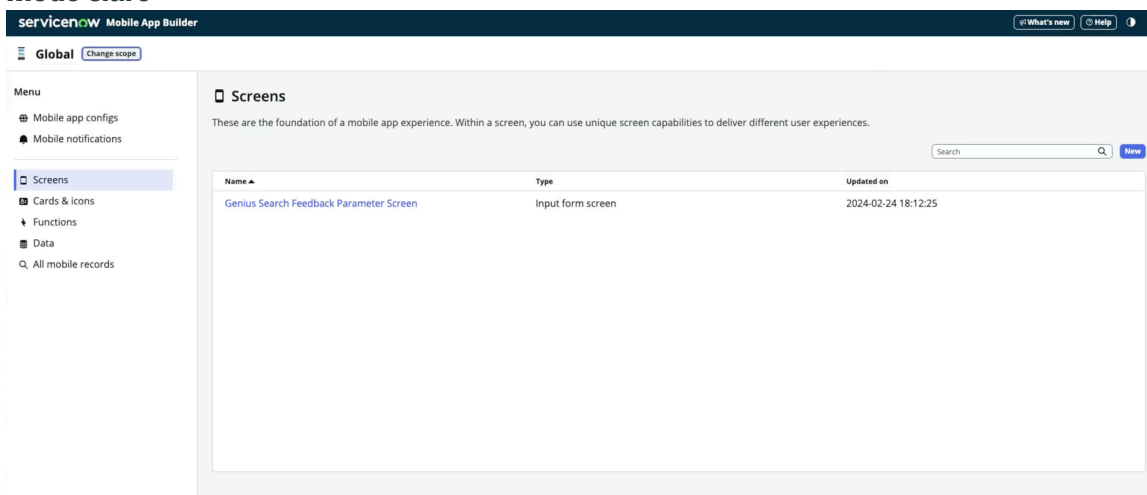 servicenow Mobile App Builder
What's new
Help
Global
Change scope
Menu
Mobile app configs
Mobile notifications
Screens
Cards & icons
Functions
Data
All mobile records
Screens
These are the foundation of a mobile app experience. Within a screen, you can use unique screen capabilities to deliver different user experiences.
Search
New
Name Type Updated on
Genius Search Feedback Parameter Screen Input form screen 2024-02-24 18:12:25